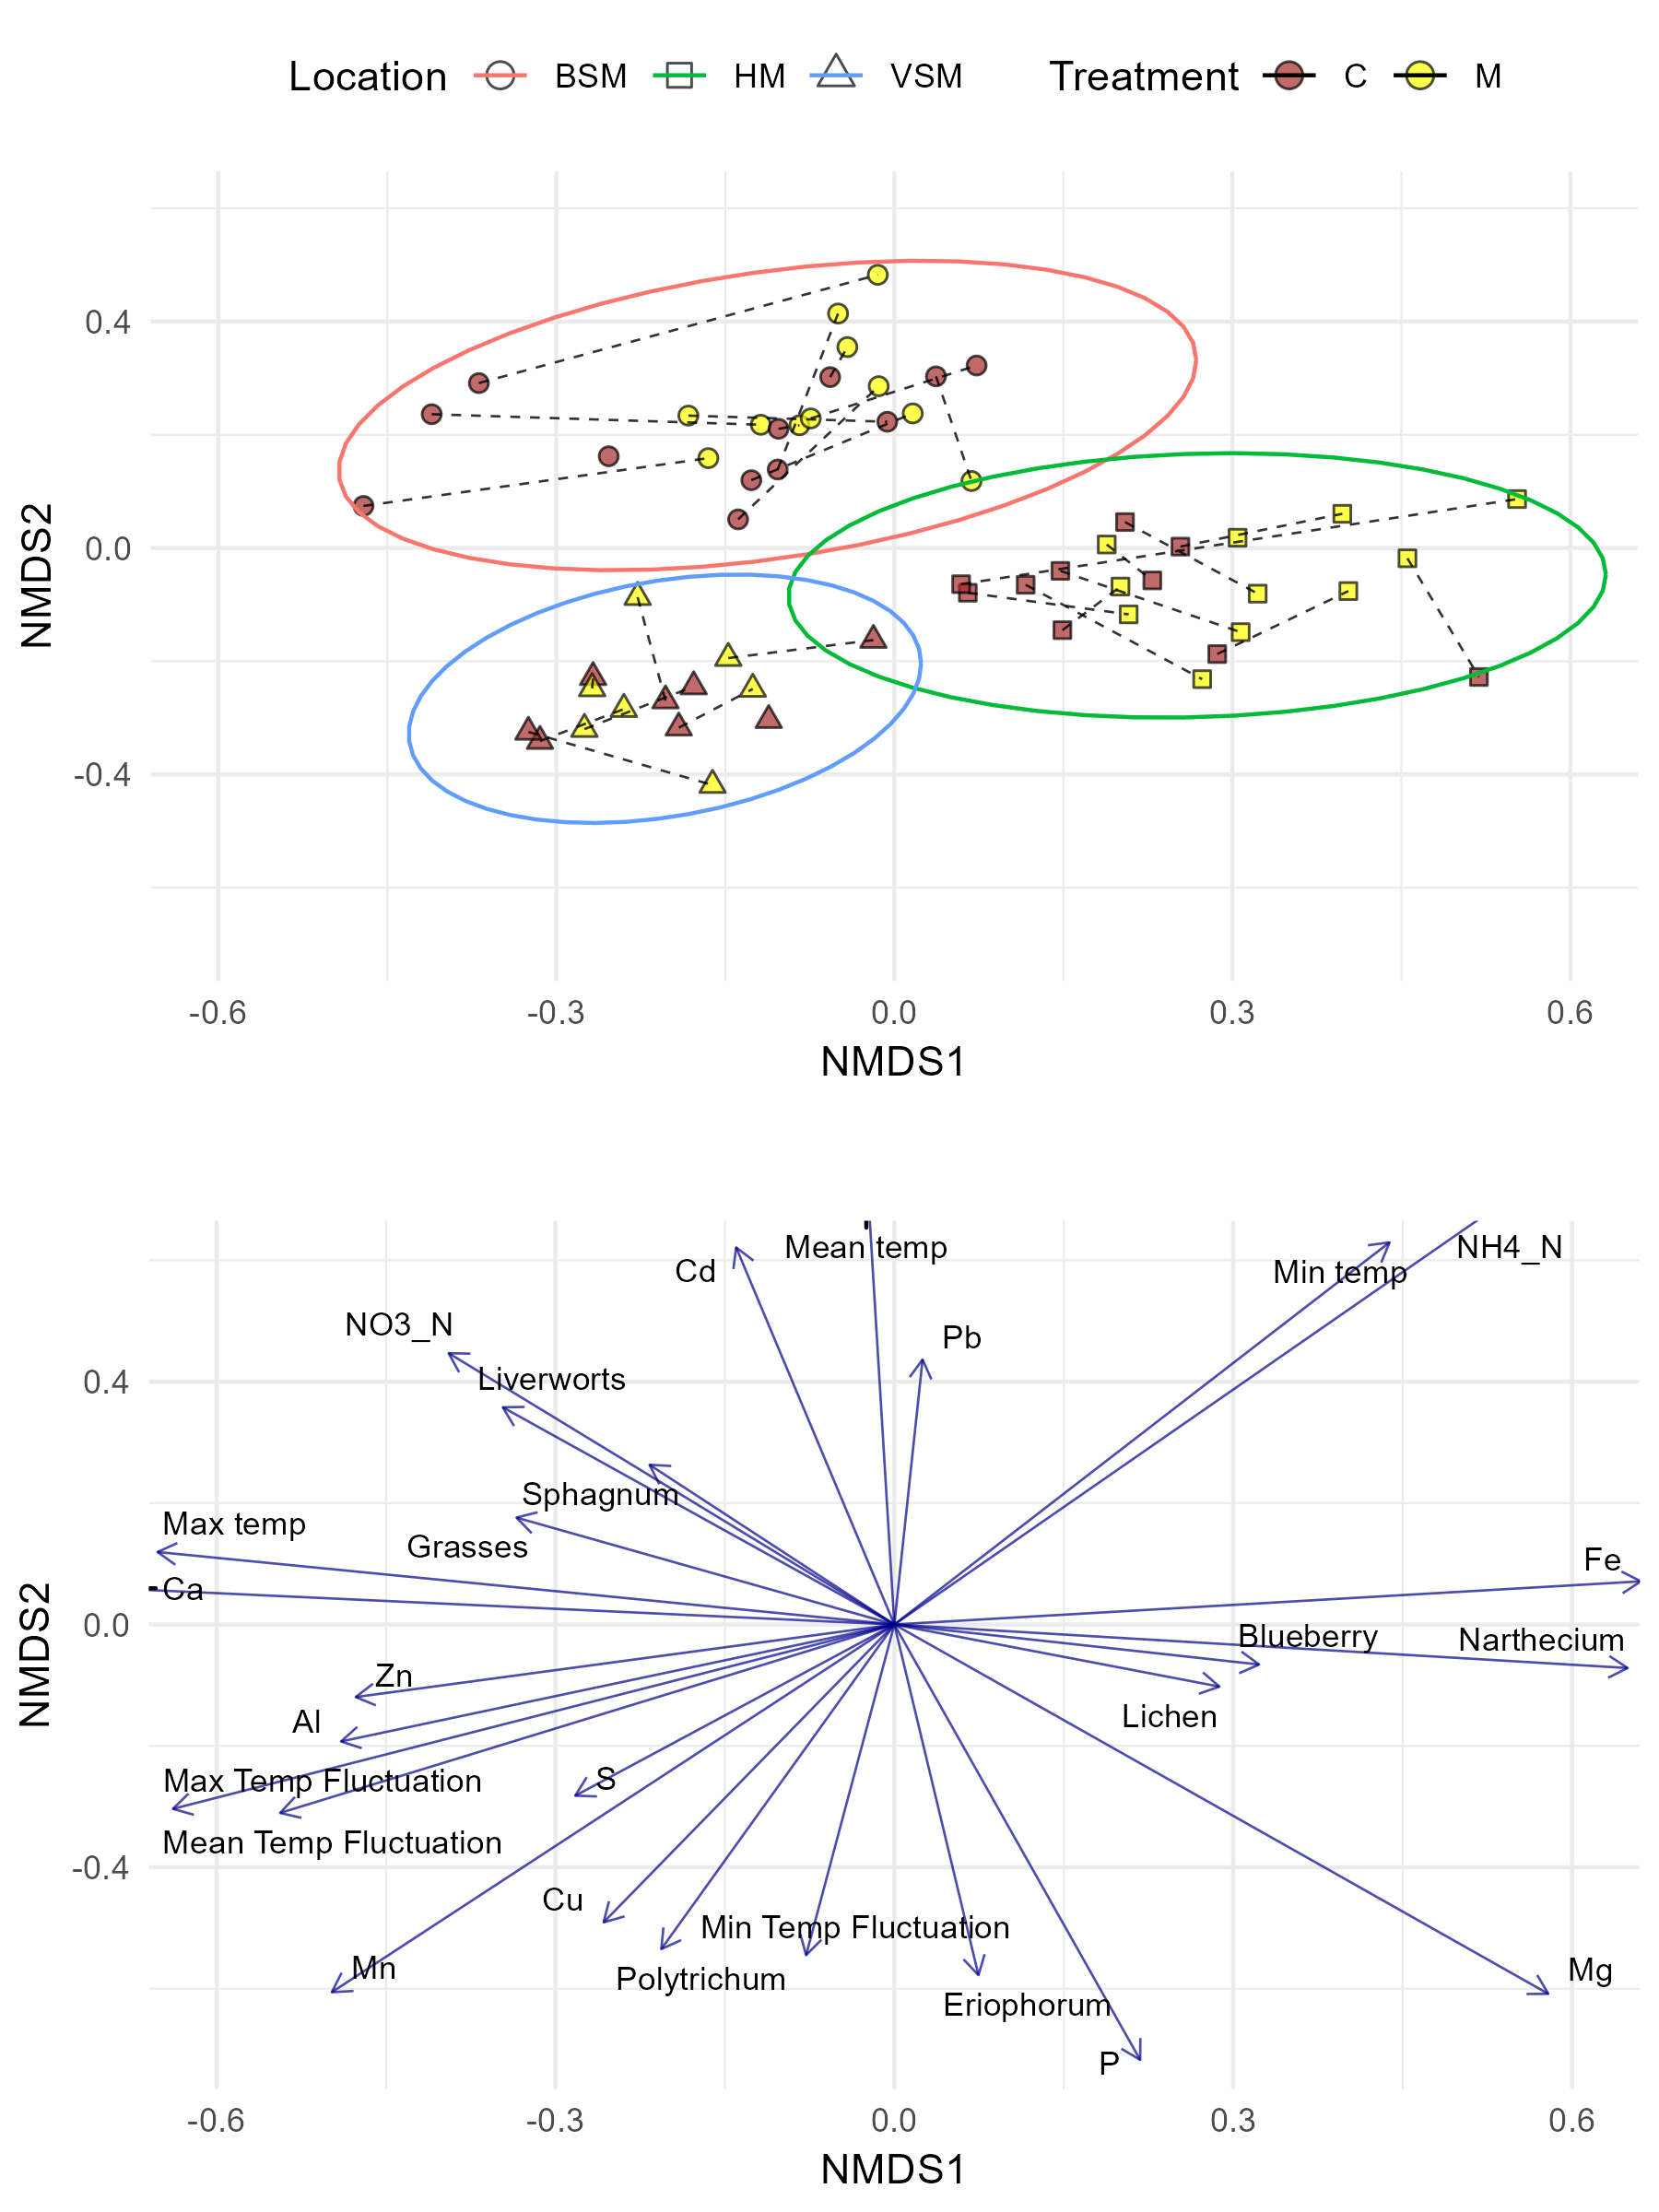 Location BSM HM VSM Treatment C M
0.4
0.0
-0.4
NMDS2
-0.6 -0.3 0.0 0.3 0.6
NMDS1
Mean temp
NH4_N
Cd
Min temp
NO3_N
Pb
Liverworts
0.4
Sphagnum
Max temp
Grasses
Fe
Ca
0.0
Blueberry
Narthecium
Zn
Lichen
Al
Max Temp Fluctuation
S
Mean Temp Fluctuation
-0.4
Cu
Min Temp Fluctuation
Mn
Polytrichum
Mg
Eriophorum
P
NMDS2
-0.6 -0.3 0.0 0.3 0.6
NMDS1